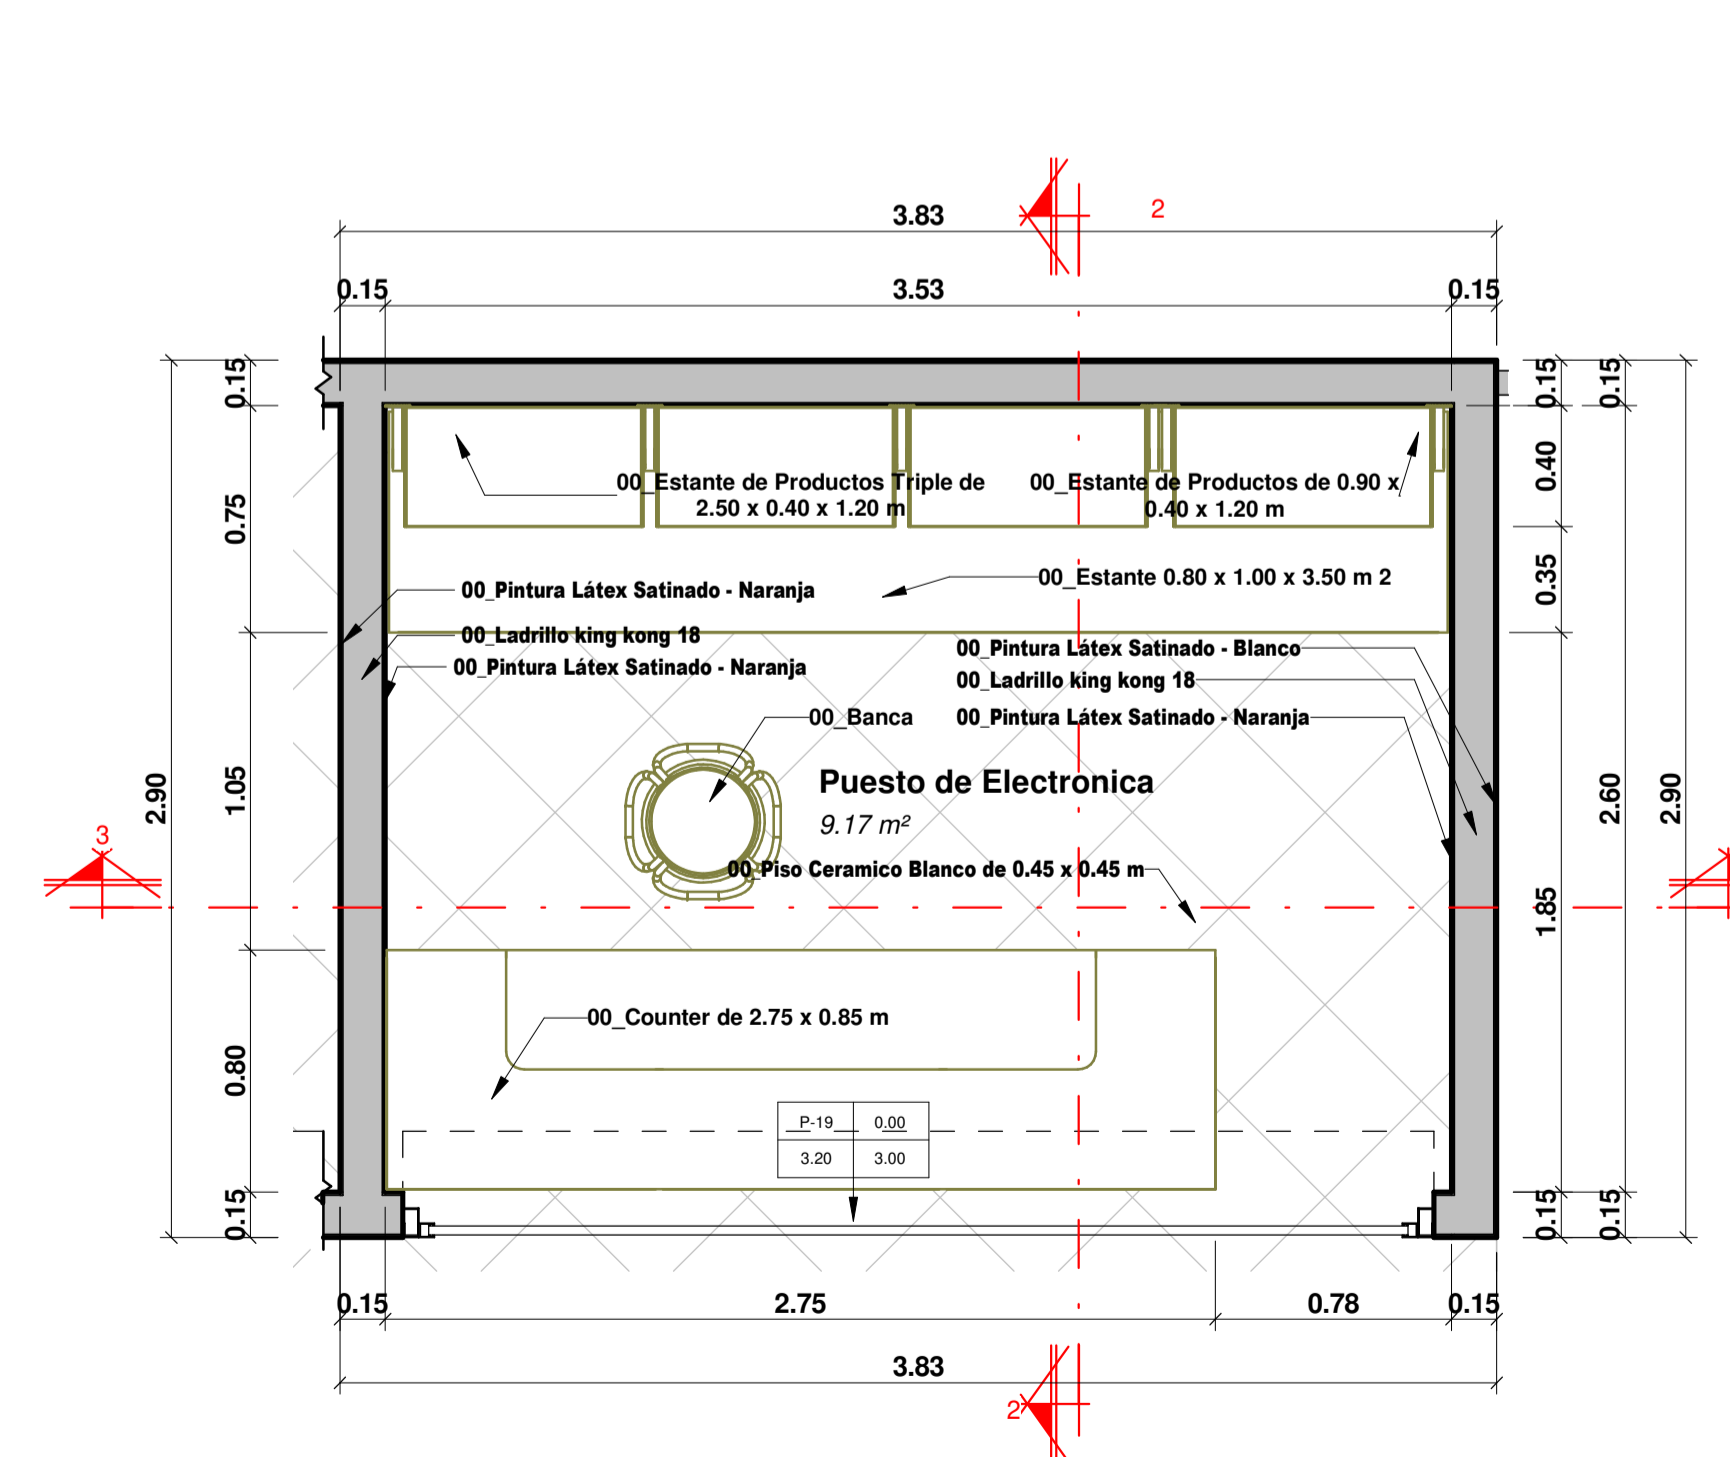 2
3.83
0.15
3.53
0.15
0.15
0.15
0.15
0.75
0.40
00_Estante de Productos Triple de
2.50 x 0.40 x 1.20 m
00_Estante de Productos de 0.90 x
0.40 x 1.20 m
00_Estante 0.80 x 1.00 x 3.50 m 2
0.35
00_Pintura Látex Satinado - Naranja
00_Ladrillo king kong 18
00_Pintura Látex Satinado - Naranja
00_Pintura Látex Satinado - Blanco
00_Ladrillo king kong 18
00_Pintura Látex Satinado - Naranja
00_Banca
Puesto de Electronica
9.17 m²
00_Piso Ceramico Blanco de 0.45 x 0.45 m
2.90
1.05
2.60
2.90
3
1.85
00_Counter de 2.75 x 0.85 m
0.80
P-19
0.00
3.20
3.00
0.15
0.15
0.15
0.15
2.75
0.78
0.15
3.83
2